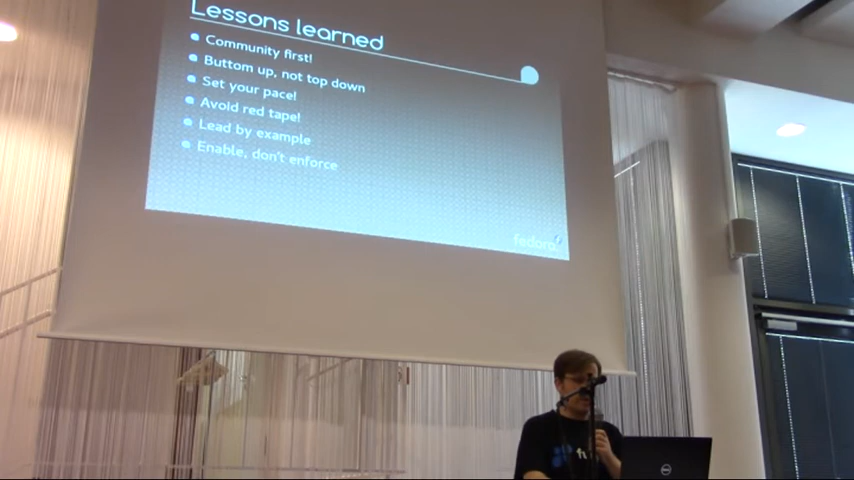 Lessons learned
Community first!
Buttom up, not top down
Set your pace!
Avoid red tape!
Lead by example
Enable, don't enforce
fedora
DELL